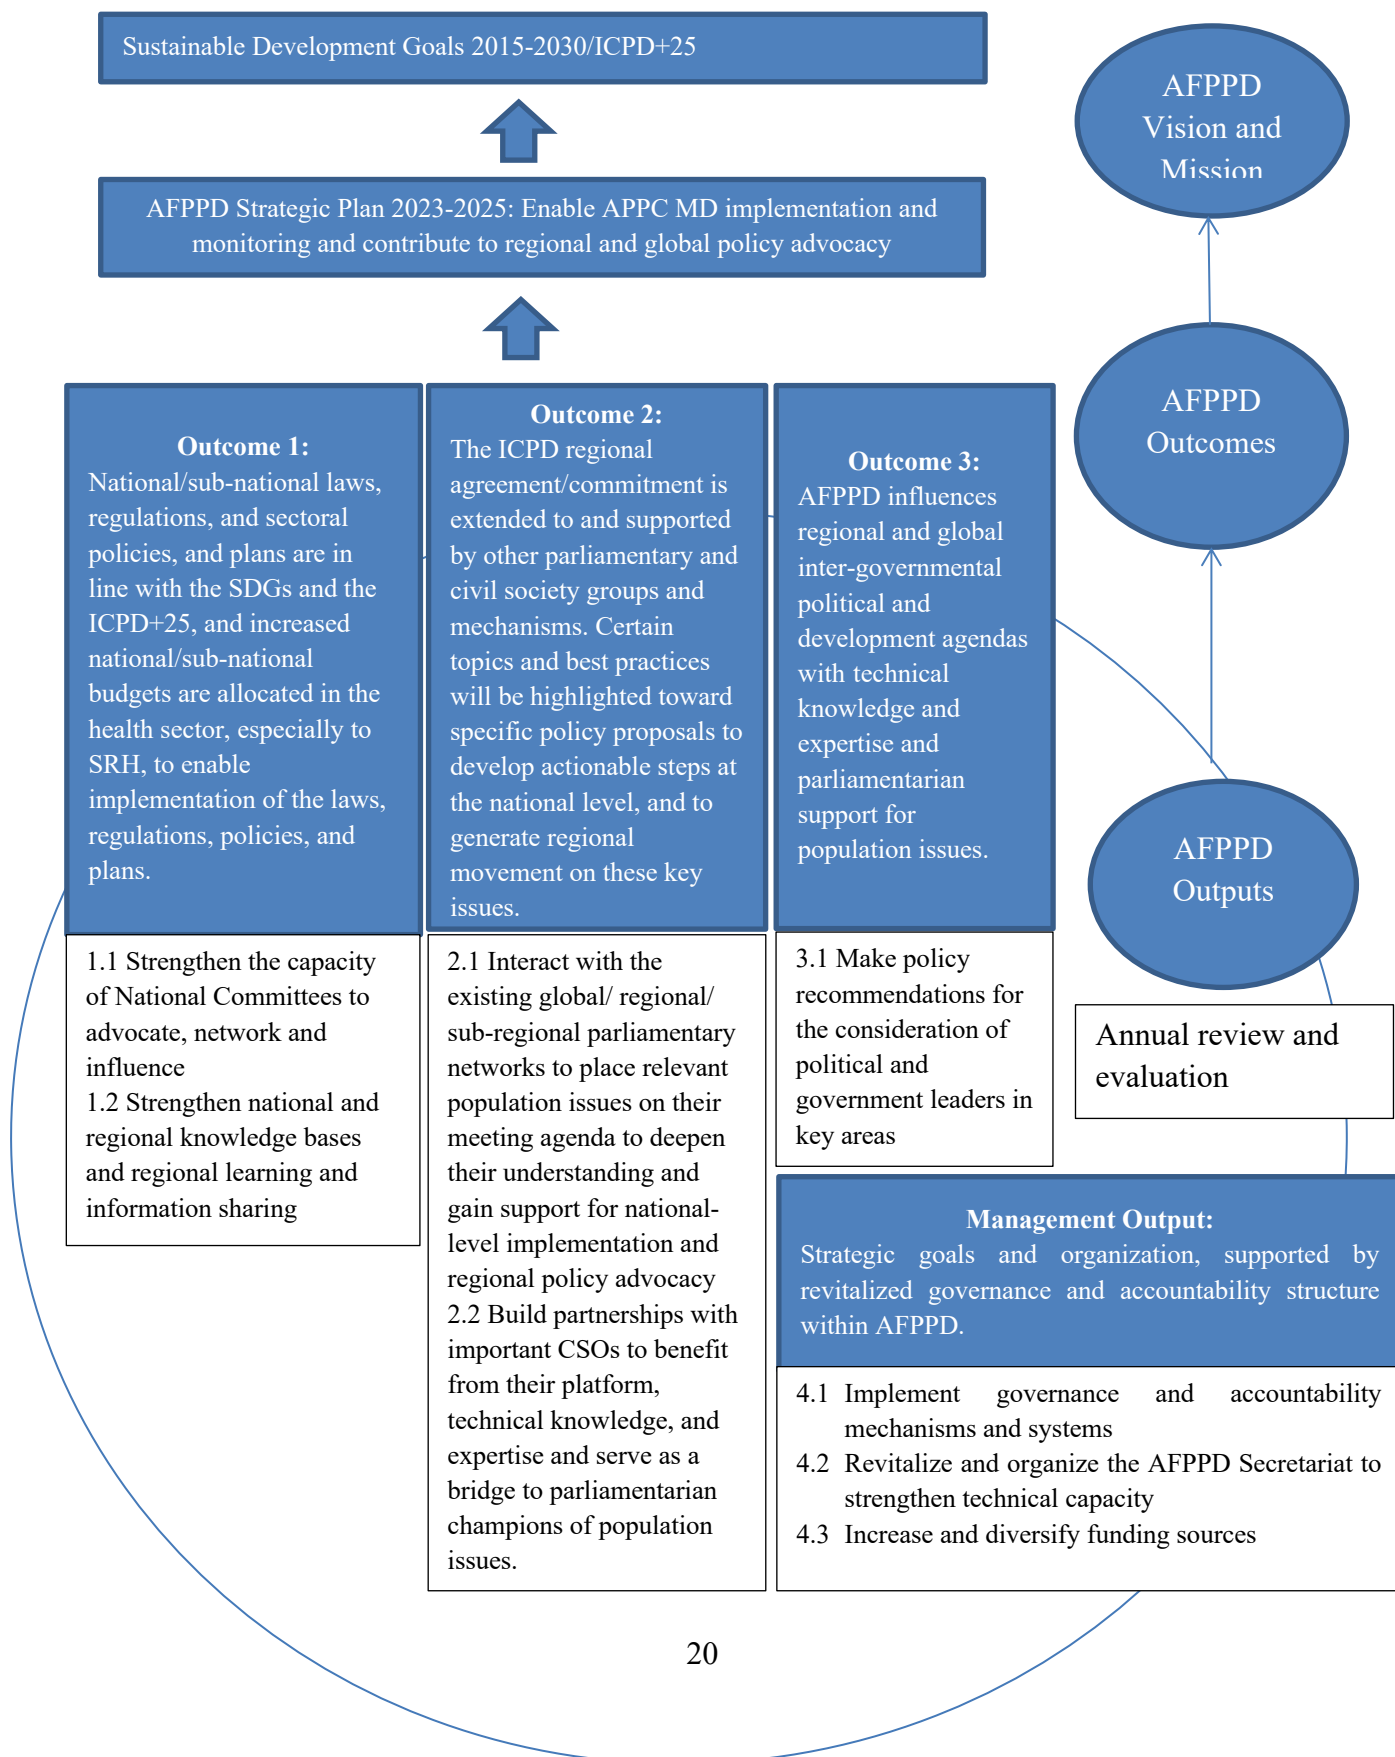 Sustainable Development Goals 2015-2030/ICPD+25
AFPPD
Vision and
Mission
AFPPD Strategic Plan 2023-2025: Enable APPC MD implementation and
monitoring and contribute to regional and global policy advocacy
AFPPD
Outcomes
Outcome 1:
National/sub-national laws,
regulations, and sectoral
policies, and plans are in
line with the SDGs and the
ICPD+25, and increased
national/sub-national
budgets are allocated in the
health sector, especially to
SRH, to enable
implementation of the laws,
regulations, policies, and
plans.
Outcome 2:
The ICPD regional
agreement/commitment is
extended to and supported
by other parliamentary and
civil society groups and
mechanisms. Certain
topics and best practices
will be highlighted toward
specific policy proposals to
develop actionable steps at
the national level, and to
generate regional
movement on these key
issues.
Outcome 3:
AFPPD influences
regional and global
inter-governmental
political and
development agendas
with technical
knowledge and
expertise and
parliamentarian
support for
population issues.
AFPPD
Outputs
1.1 Strengthen the capacity
of National Committees to
advocate, network and
influence
1.2 Strengthen national and
regional knowledge bases
and regional learning and
information sharing
2.1 Interact with the
existing global/ regional/
sub-regional parliamentary
networks to place relevant
population issues on their
meeting agenda to deepen
their understanding and
gain support for national-
level implementation and
regional policy advocacy
2.2 Build partnerships with
important CSOs to benefit
from their platform,
technical knowledge, and
expertise and serve as a
bridge to parliamentarian
champions of population
issues.
3.1 Make policy
recommendations for
the consideration of
political and
government leaders in
key areas
Annual review and
evaluation
Management Output:
Strategic goals and organization, supported by
revitalized governance and accountability structure
within AFPPD.
4.1 Implement governance and accountability
mechanisms and systems
4.2 Revitalize and organize the AFPPD Secretariat to
strengthen technical capacity
4.3 Increase and diversify funding sources
20